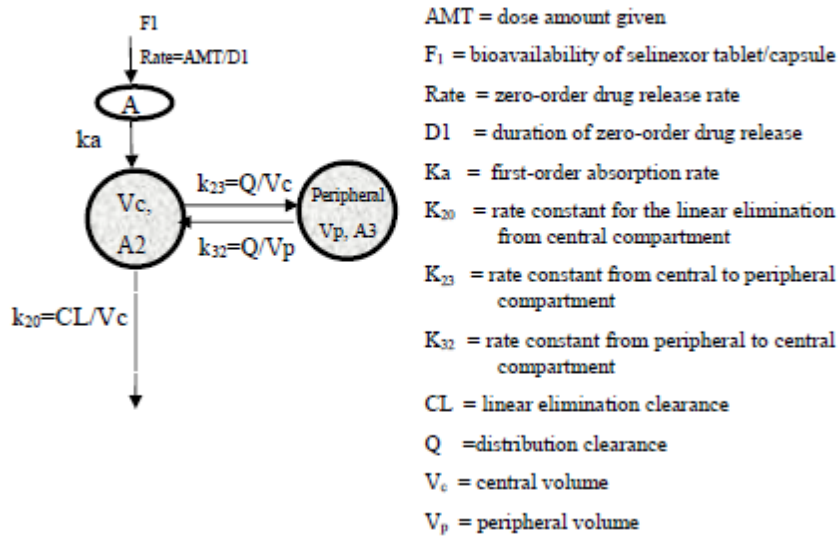 F1
Rate=AMT/D1
A
ka
k₂₃=Q/Vc
Vc,
A2
Peripheral
Vp, A3
k₃₂=Q/Vp
k₂₀=CL/Vc
AMT = dose amount given
F₁ = bioavailability of selinexor tablet/capsule
Rate = zero-order drug release rate
D1 = duration of zero-order drug release
Ka = first-order absorption rate
K₂₀ = rate constant for the linear elimination
from central compartment
K₂₃ = rate constant from central to peripheral
compartment
K₃₂ = rate constant from peripheral to central
compartment
CL = linear elimination clearance
Q =distribution clearance
V꜀ = central volume
Vₚ = peripheral volume